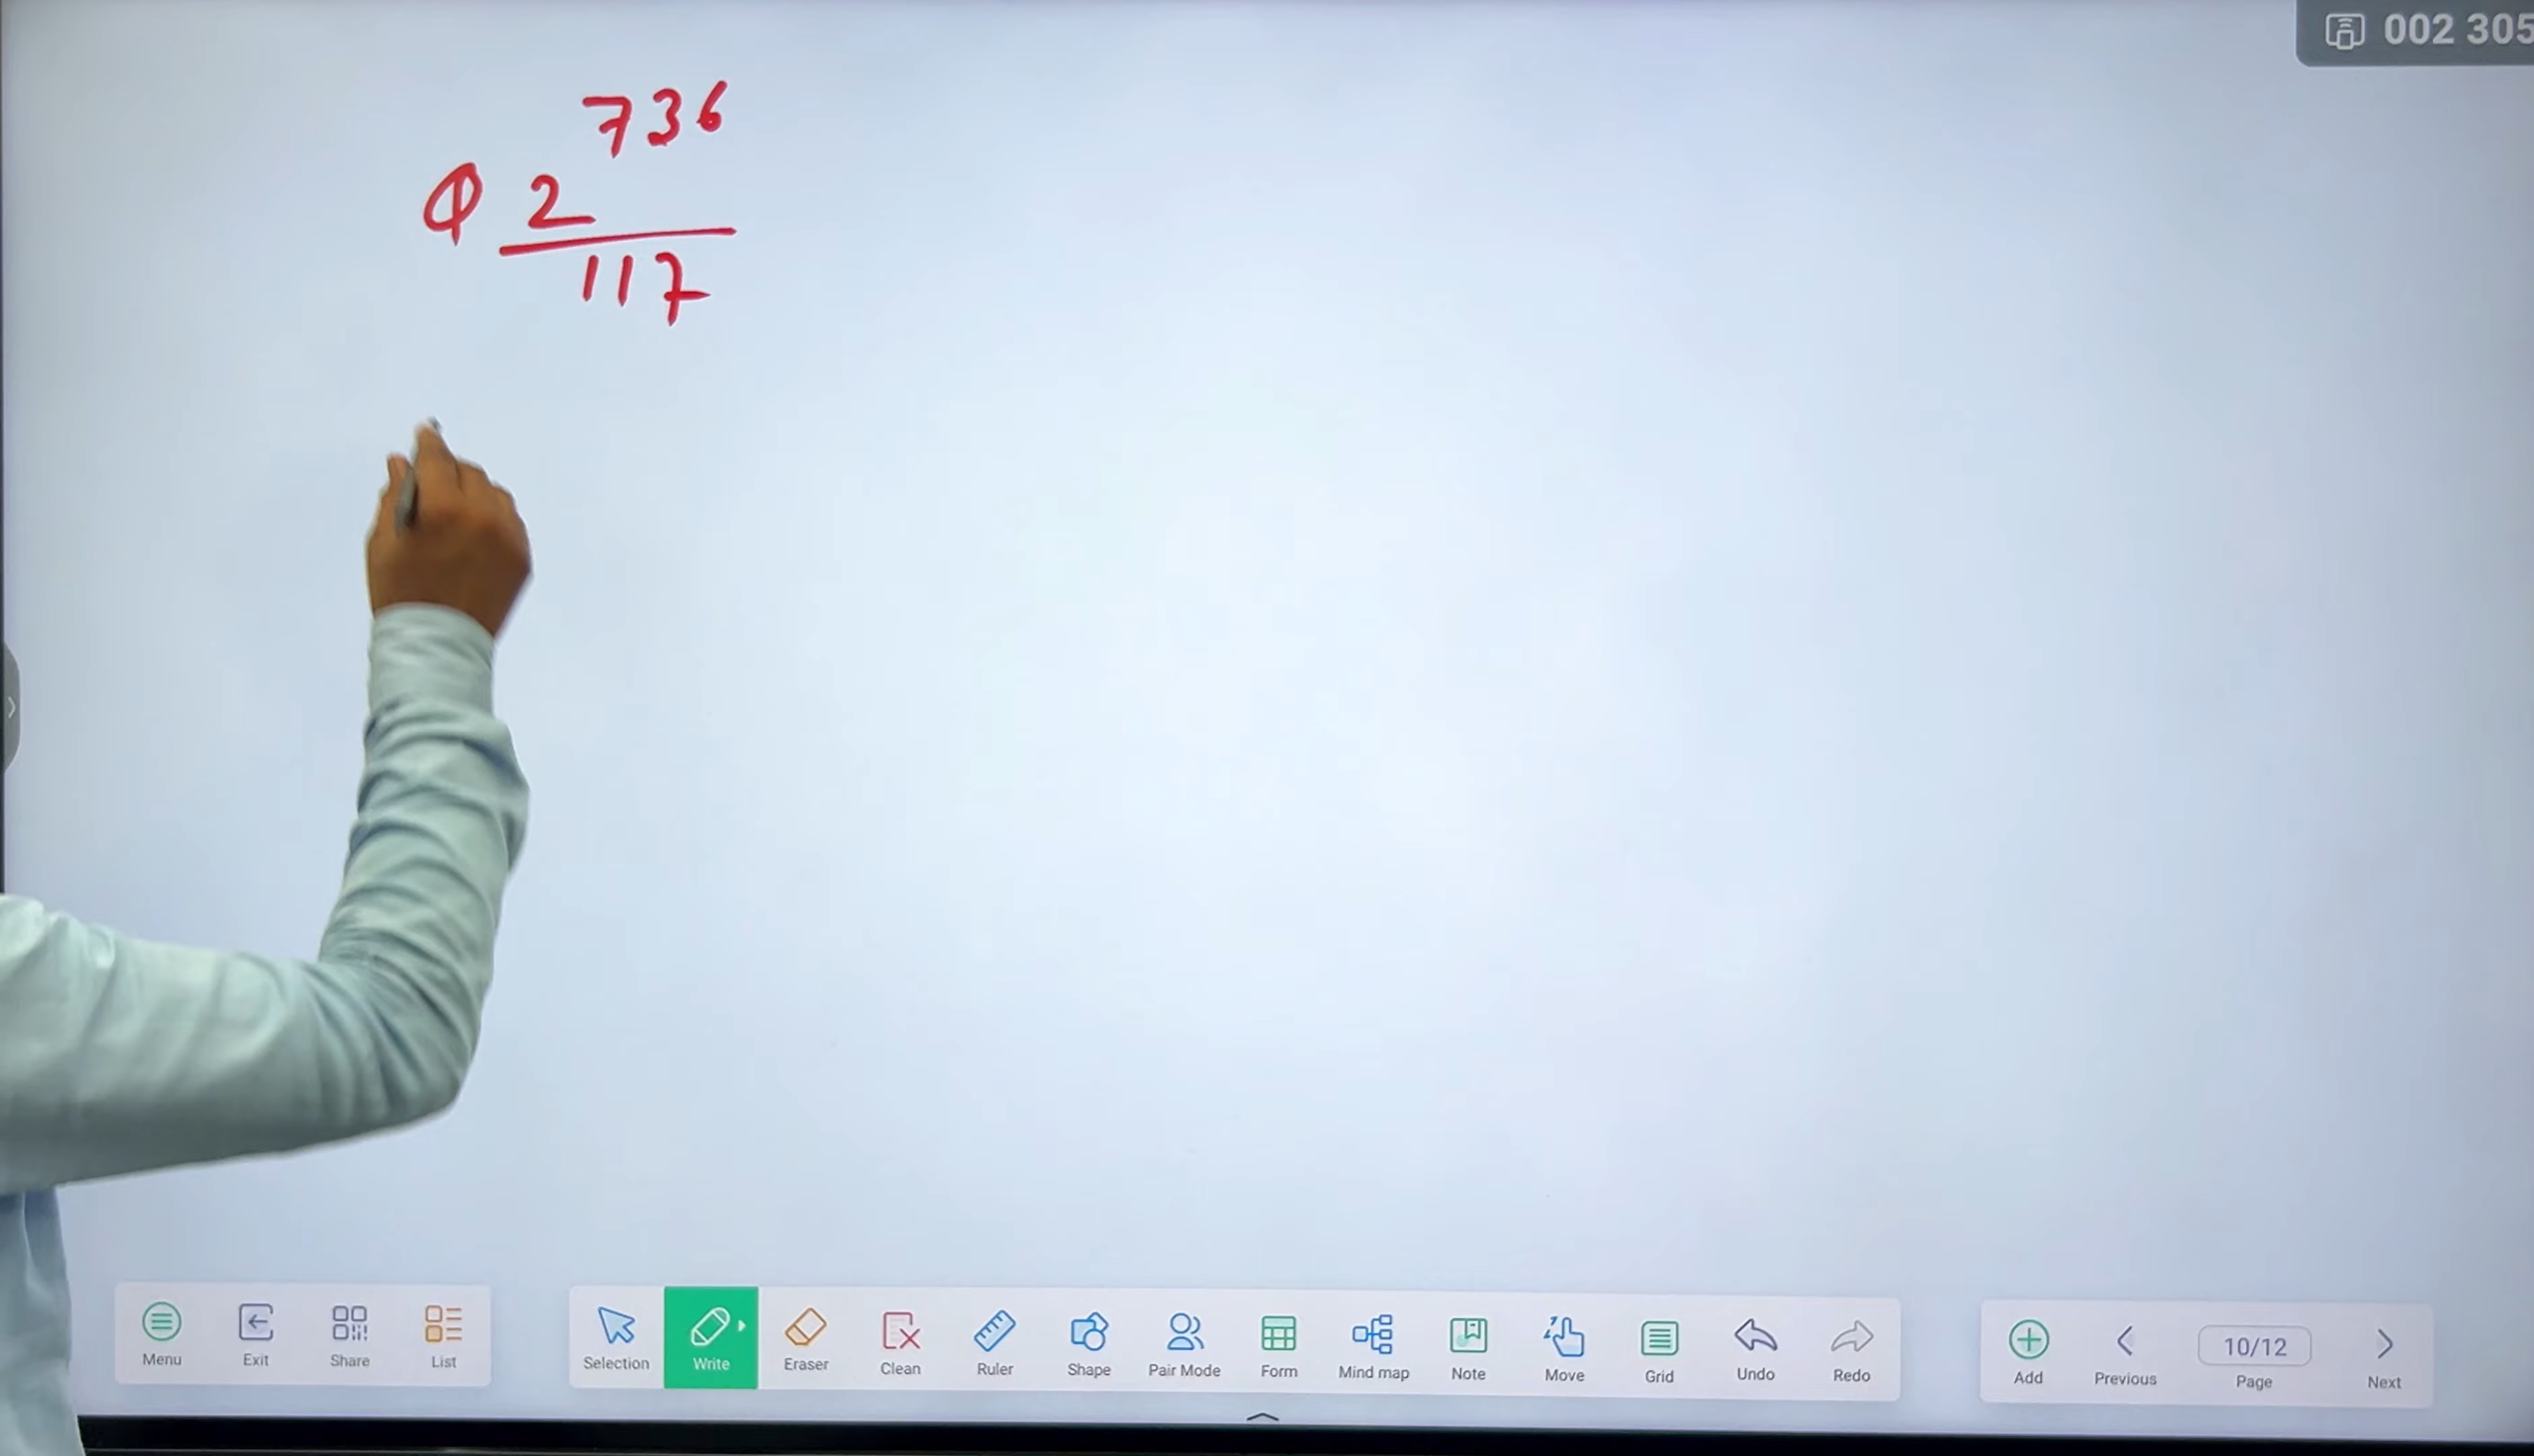 002 305
736
Q 2
117
Menu Exit Share List Selection Write Eraser Clean Ruler Shape Pair Mode Form Mind map Note Move Grid Undo Redo Add Previous 10/12 Page Next